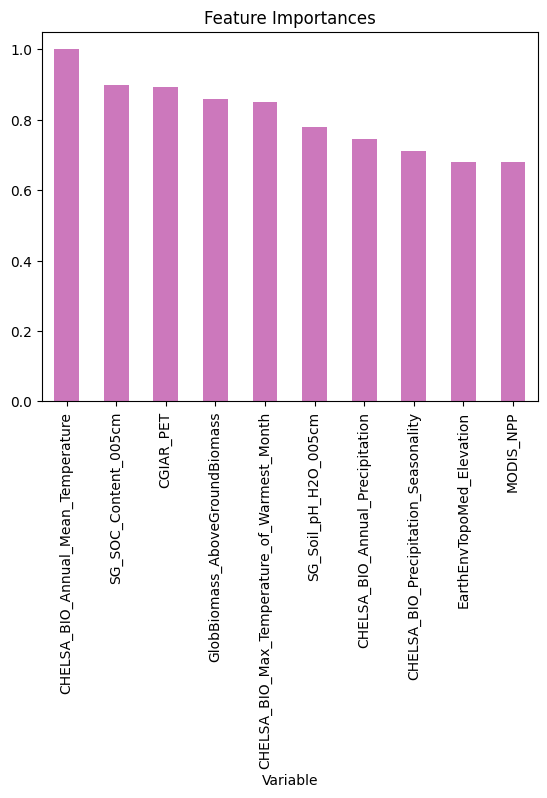 Feature Importances
1.0
0.8
0.6
0.4
0.2
0.0
CHELSA_BIO_Annual_Mean_Temperature
SG_SOC_Content_005cm
CGIAR_PET
GlobBiomass_AboveGroundBiomass
CHELSA_BIO_Max_Temperature_of_Warmest_Month
SG_Soil_pH_H2O_005cm
CHELSA_BIO_Annual_Precipitation
CHELSA_BIO_Precipitation_Seasonality
EarthEnvTopoMed_Elevation
MODIS_NPP
Variable